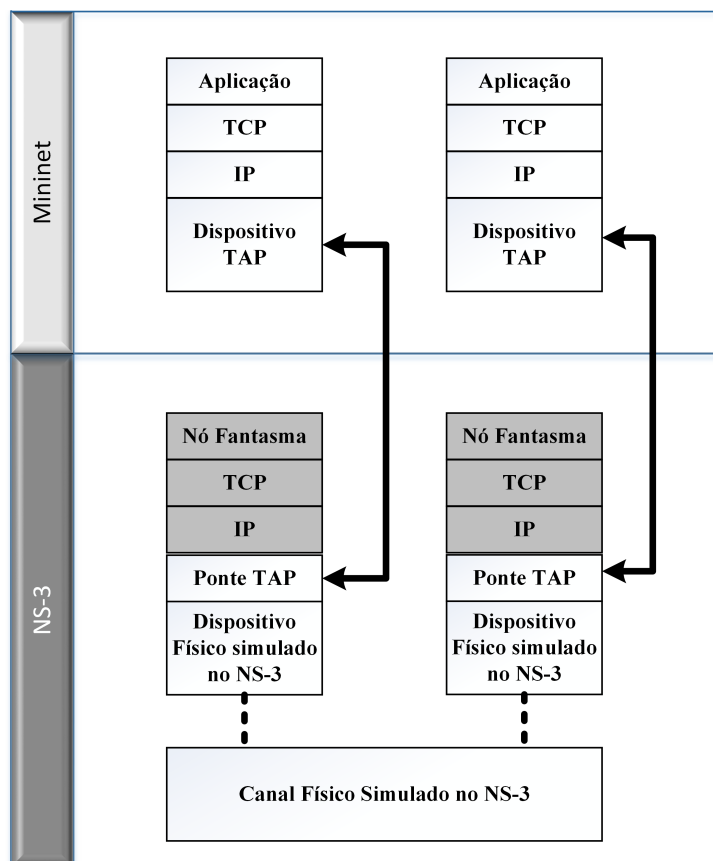 Mininet
Aplicação
TCP
IP
Dispositivo
TAP
Aplicação
TCP
IP
Dispositivo
TAP
NS-3
Nó Fantasma
TCP
IP
Ponte TAP
Dispositivo
Físico simulado
no NS-3
Nó Fantasma
TCP
IP
Ponte TAP
Dispositivo
Físico simulado
no NS-3
Canal Físico Simulado no NS-3